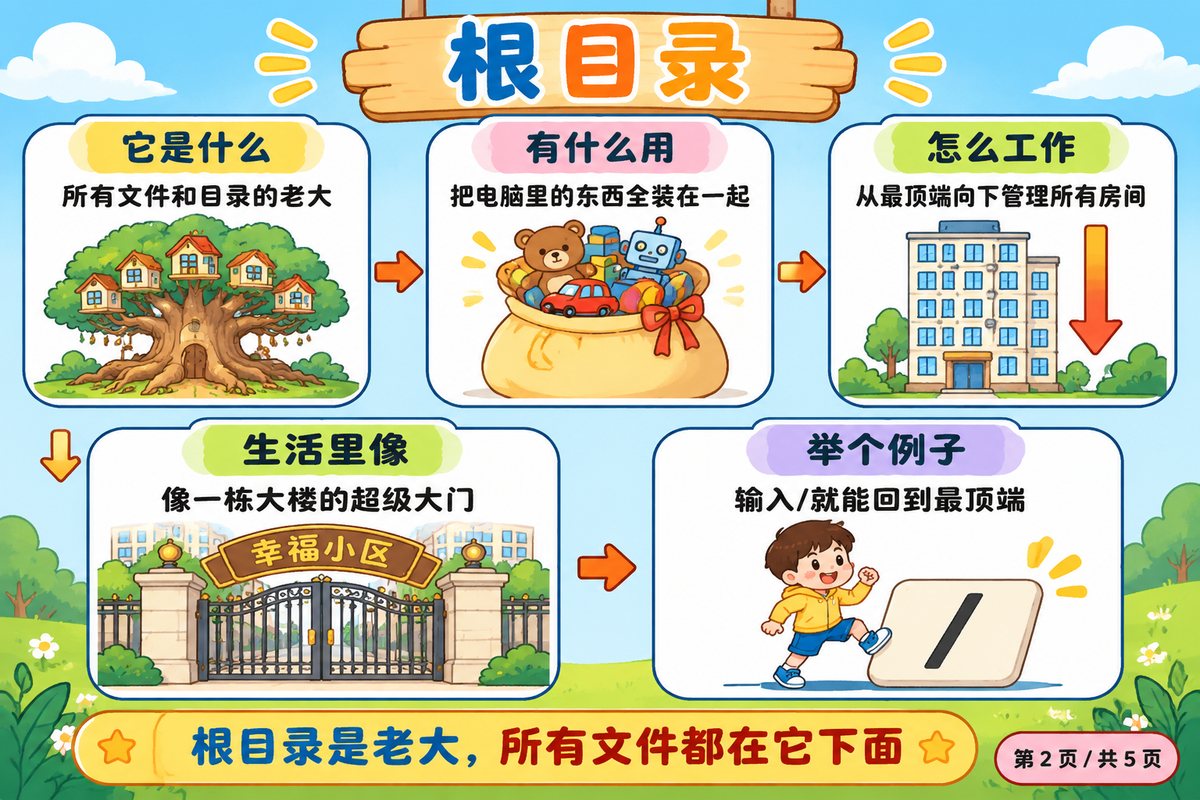 根目录
它是什么
所有文件和目录的老大
有什么用
把电脑里的东西全装在一起
怎么工作
从最顶端向下管理所有房间
生活里像
像一栋大楼的超级大门
幸福小区
举个例子
输入/就能回到最顶端
/
根目录是老大，所有文件都在它下面
第2页/共5页